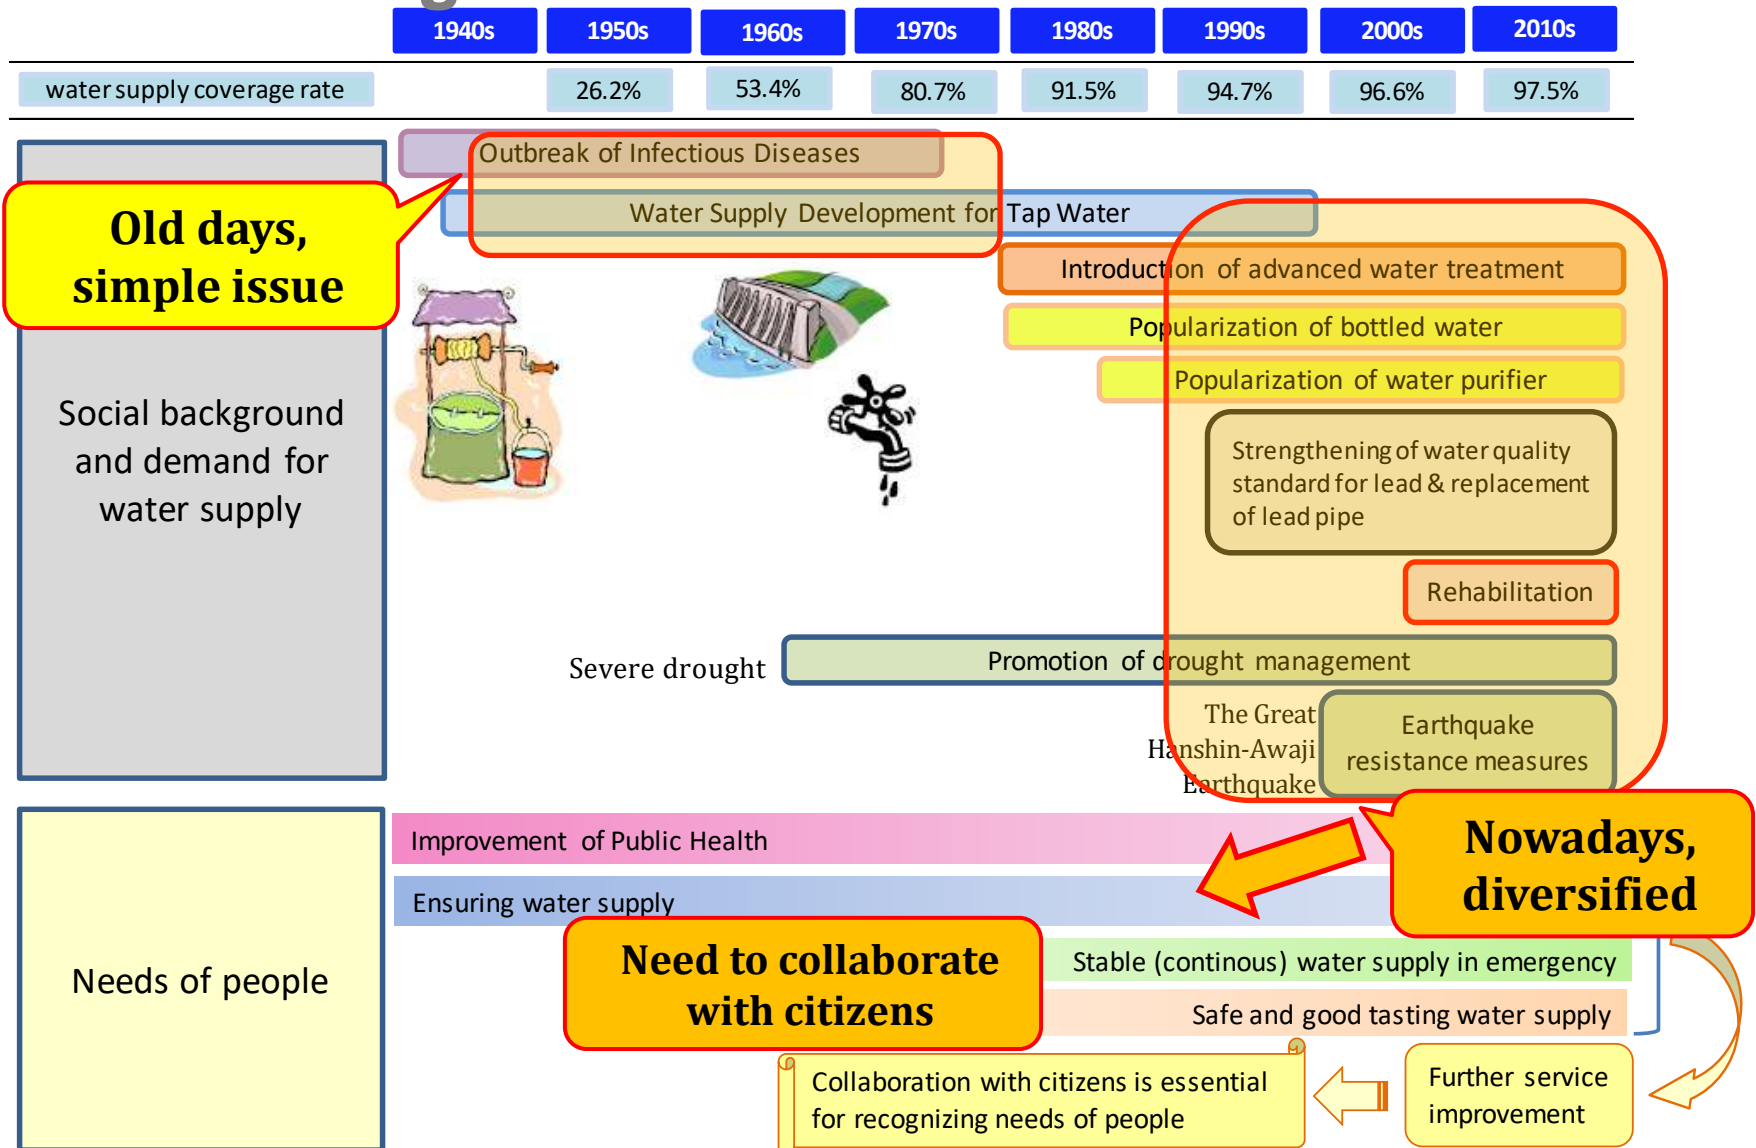 g
1940s 1950s 1960s 1970s 1980s 1990s 2000s 2010s
water supply coverage rate 26.2% 53.4% 80.7% 91.5% 94.7% 96.6% 97.5%
Outbreak of Infectious Diseases
Water Supply Development for Tap Water
Old days,
simple issue
Introduction of advanced water treatment
Popularization of bottled water
Popularization of water purifier
Social background
and demand for
water supply
Strengthening of water quality
standard for lead & replacement
of lead pipe
Rehabilitation
Severe drought
Promotion of drought management
The Great
Hanshin-Awaji
Earthquake
Earthquake
resistance measures
Nowadays,
diversified
Improvement of Public Health
Ensuring water supply
Needs of people
Need to collaborate
with citizens
Stable (continous) water supply in emergency
Safe and good tasting water supply
Collaboration with citizens is essential
for recognizing needs of people
Further service
improvement